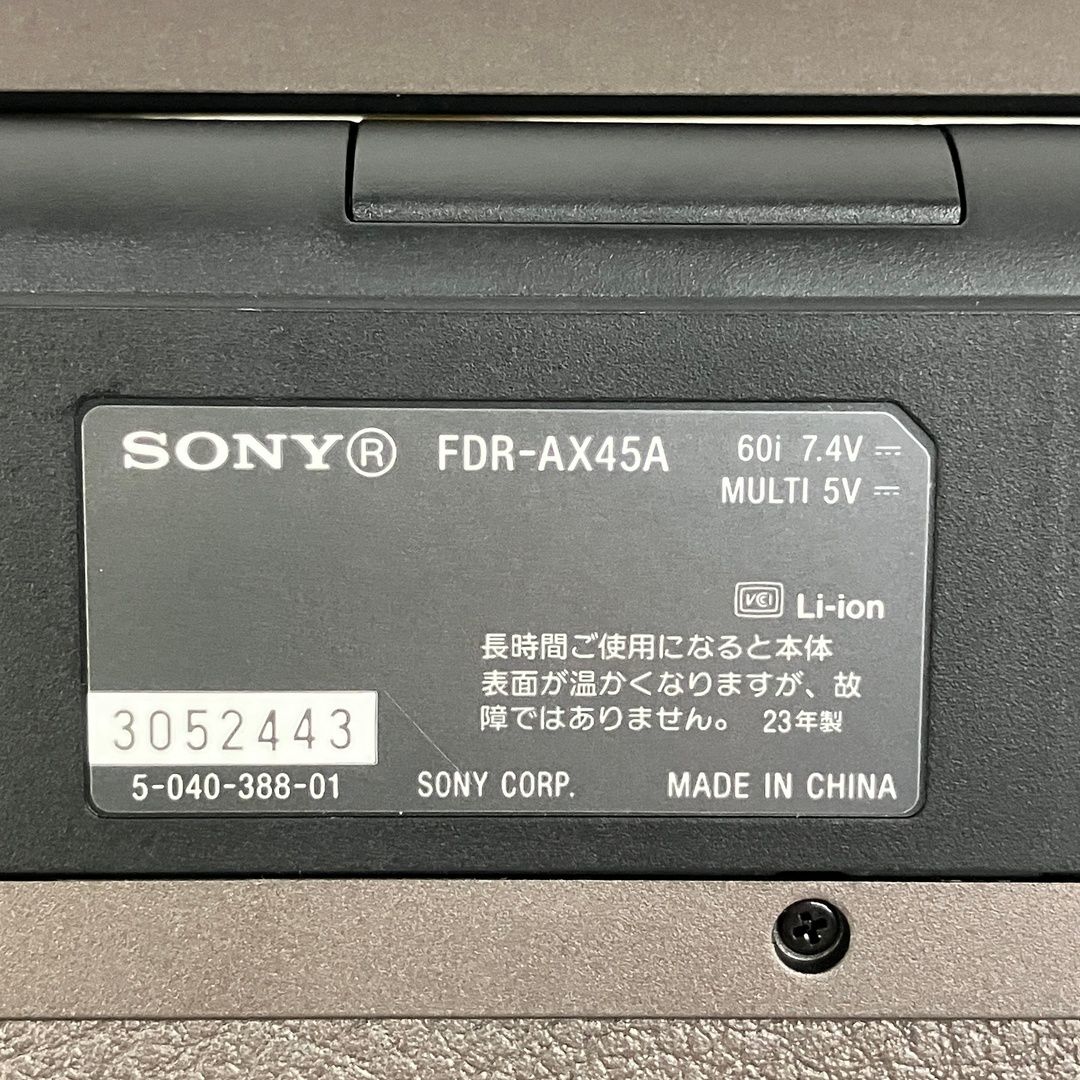 SONY® FDR-AX45A 60i 7.4V ⎓
MULTI 5V ⎓
VCI Li-ion
長時間ご使用になると本体
表面が温かくなりますが、故
障ではありません。 23年製
3052443
5-040-388-01 SONY CORP. MADE IN CHINA